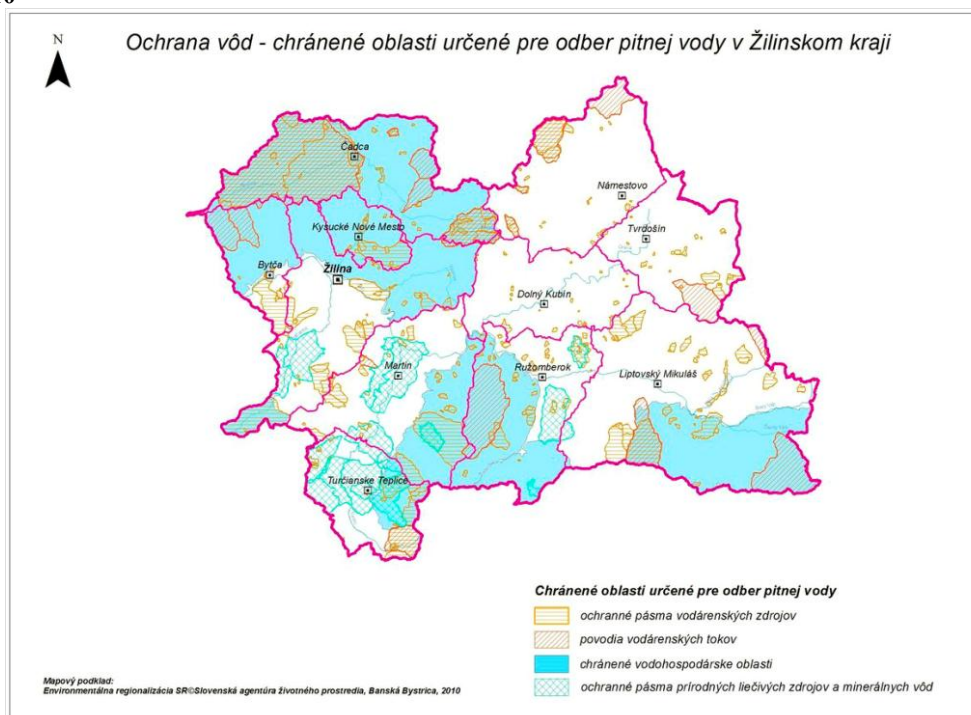 N
Ochrana vôd - chránené oblasti určené pre odber pitnej vody v Žilinskom kraji
Čadca
Námestovo
Tvrdošín
Kysucké Nové Mesto
Bytča
Žilina
Dolný Kubín
Martin
Ružomberok
Liptovský Mikuláš
Turčianske Teplice
Chránené oblasti určené pre odber pitnej vody
ochranné pásma vodárenských zdrojov
povodia vodárenských tokov
chránené vodohospodárske oblasti
ochranné pásma prírodných liečivých zdrojov a minerálnych vôd
Mapový podklad:
Environmentálna regionalizácia SR©Slovenská agentúra životného prostredia, Banská Bystrica, 2010